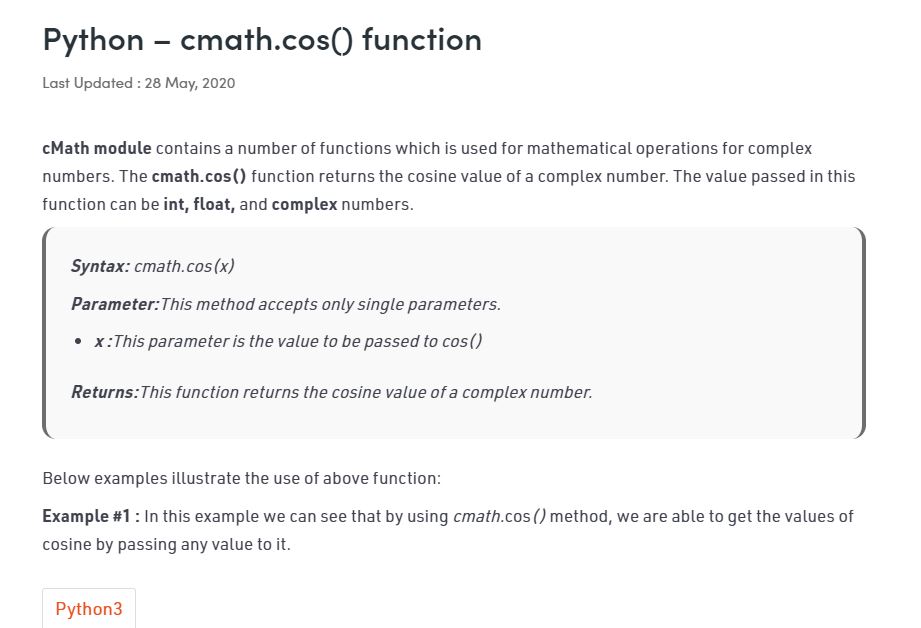 Python – cmath.cos() function
Last Updated : 28 May, 2020
cMath module contains a number of functions which is used for mathematical operations for complex
numbers. The cmath.cos() function returns the cosine value of a complex number. The value passed in this
function can be int, float, and complex numbers.
Syntax: cmath.cos(x)
Parameter:This method accepts only single parameters.
• x :This parameter is the value to be passed to cos()
Returns:This function returns the cosine value of a complex number.
Below examples illustrate the use of above function:
Example #1 : In this example we can see that by using cmath.cos() method, we are able to get the values of
cosine by passing any value to it.
Python3